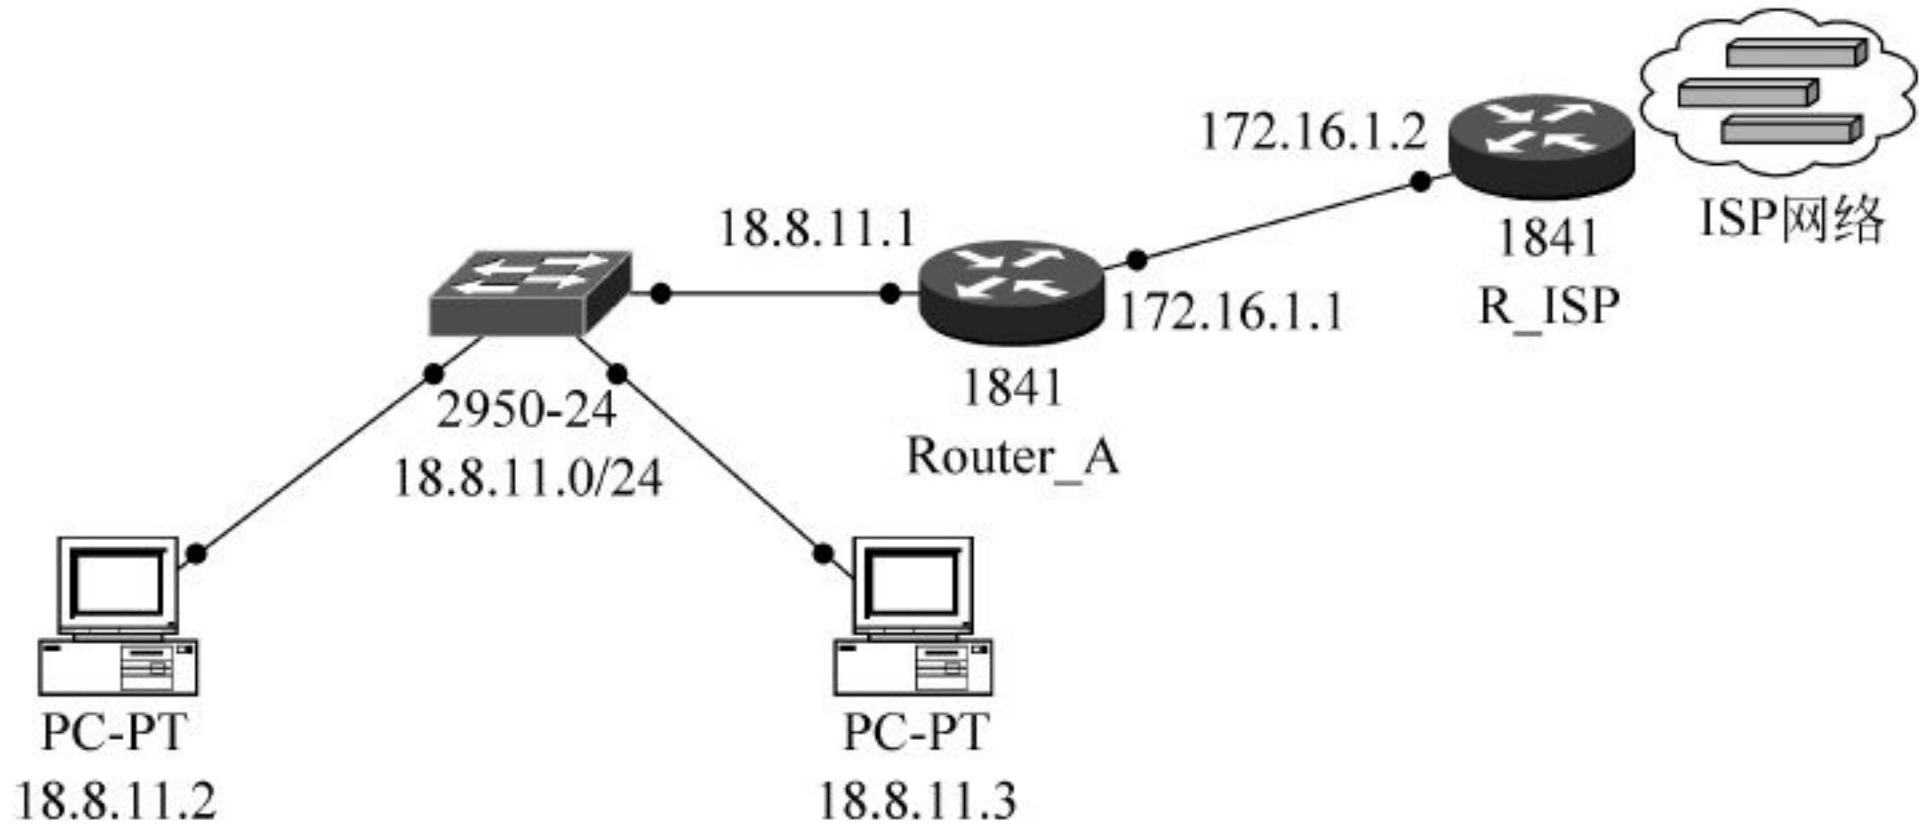 172.16.1.2
ISP网络
1841
R_ISP
18.8.11.1
172.16.1.1
1841
Router_A
2950-24
18.8.11.0/24
PC-PT
18.8.11.2
PC-PT
18.8.11.3